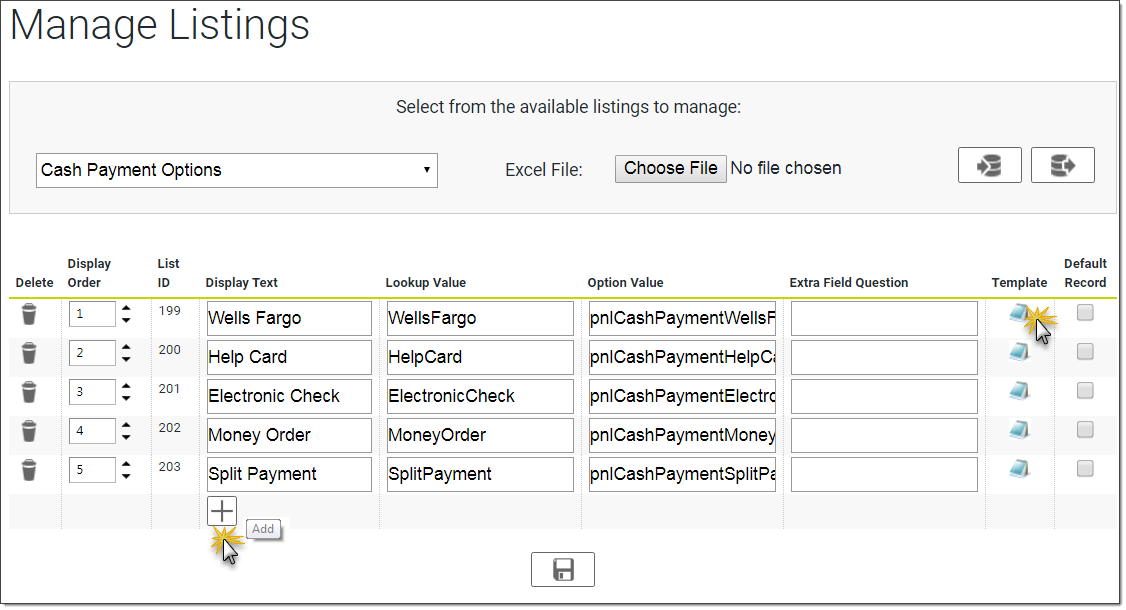 Manage Listings
Select from the available listings to manage:
Cash Payment Options Excel File: Choose File No file chosen
Delete Display Order List ID Display Text Lookup Value Option Value Extra Field Question Template Default Record
1 199 Wells Fargo WellsFargo pnlCashPaymentWellsF
2 200 Help Card HelpCard pnlCashPaymentHelpCa
3 201 Electronic Check ElectronicCheck pnlCashPaymentElectro
4 202 Money Order MoneyOrder pnlCashPaymentMoney
5 203 Split Payment SplitPayment pnlCashPaymentSplitPa
Add